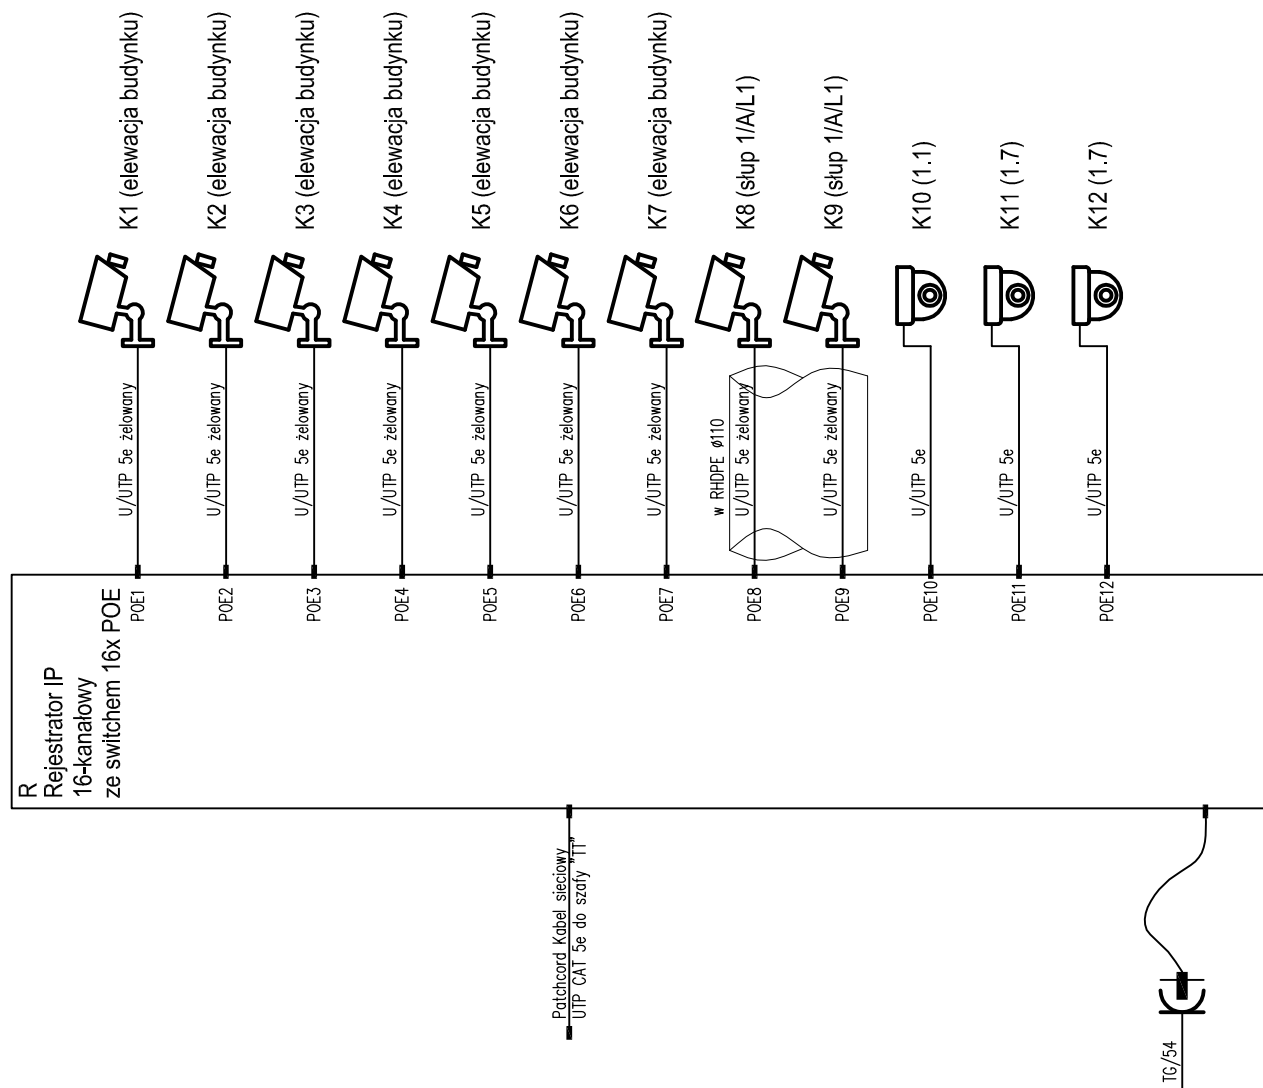 K1 (elewacja budynku)
K2 (elewacja budynku)
K3 (elewacja budynku)
K4 (elewacja budynku)
K5 (elewacja budynku)
K6 (elewacja budynku)
K7 (elewacja budynku)
K8 (słup 1/A/L1)
K9 (słup 1/A/L1)
K10 (1.1)
K11 (1.7)
K12 (1.7)
U/UTP 5e żelowany
U/UTP 5e żelowany
U/UTP 5e żelowany
U/UTP 5e żelowany
U/UTP 5e żelowany
U/UTP 5e żelowany
U/UTP 5e żelowany
w RHDPE ø110
U/UTP 5e żelowany
U/UTP 5e żelowany
U/UTP 5e
U/UTP 5e
U/UTP 5e
POE1
POE2
POE3
POE4
POE5
POE6
POE7
POE8
POE9
POE10
POE11
POE12
R
Rejestrator IP
16-kanałowy
ze switchem 16x POE
Patchcord Kabel sieciowy
UTP CAT 5e do szafy "TT"
TG/54